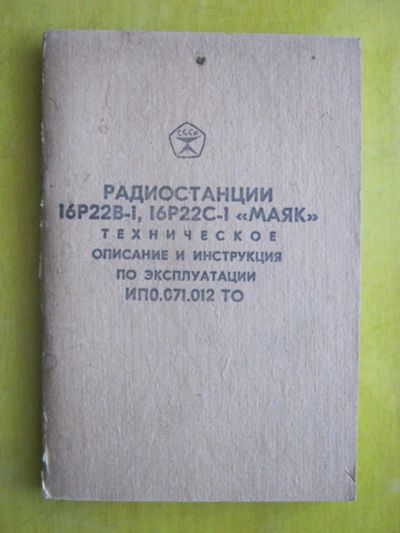 СССР
РАДИОСТАНЦИИ
16Р22В-1, 16Р22С-1 «МАЯК»
ТЕХНИЧЕСКОЕ
ОПИСАНИЕ И ИНСТРУКЦИЯ
ПО ЭКСПЛУАТАЦИИ
ИП0.071.012 ТО